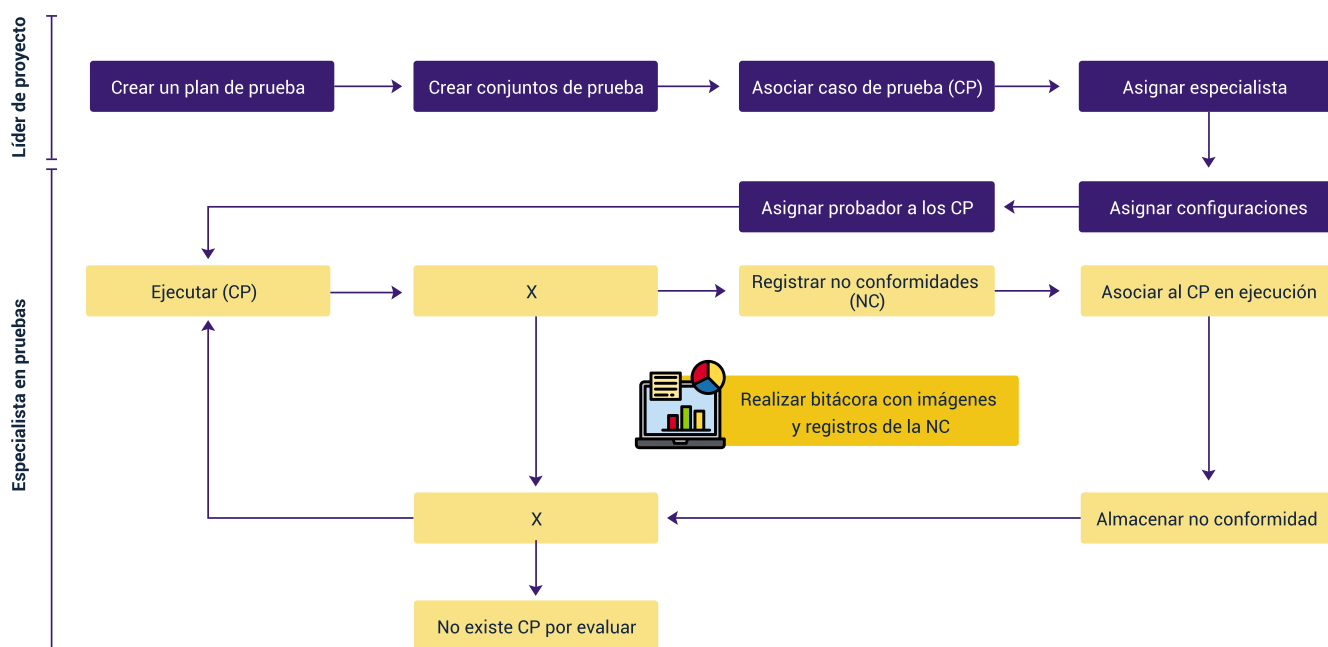 Líder de proyecto
Crear un plan de prueba
Crear conjuntos de prueba
Asociar caso de prueba (CP)
Asignar especialista
Asignar probador a los CP
Asignar configuraciones
Especialista en pruebas
Ejecutar (CP)
X
Registrar no conformidades
(NC)
Asociar al CP en ejecución
Realizar bitácora con imágenes
y registros de la NC
X
Almacenar no conformidad
No existe CP por evaluar